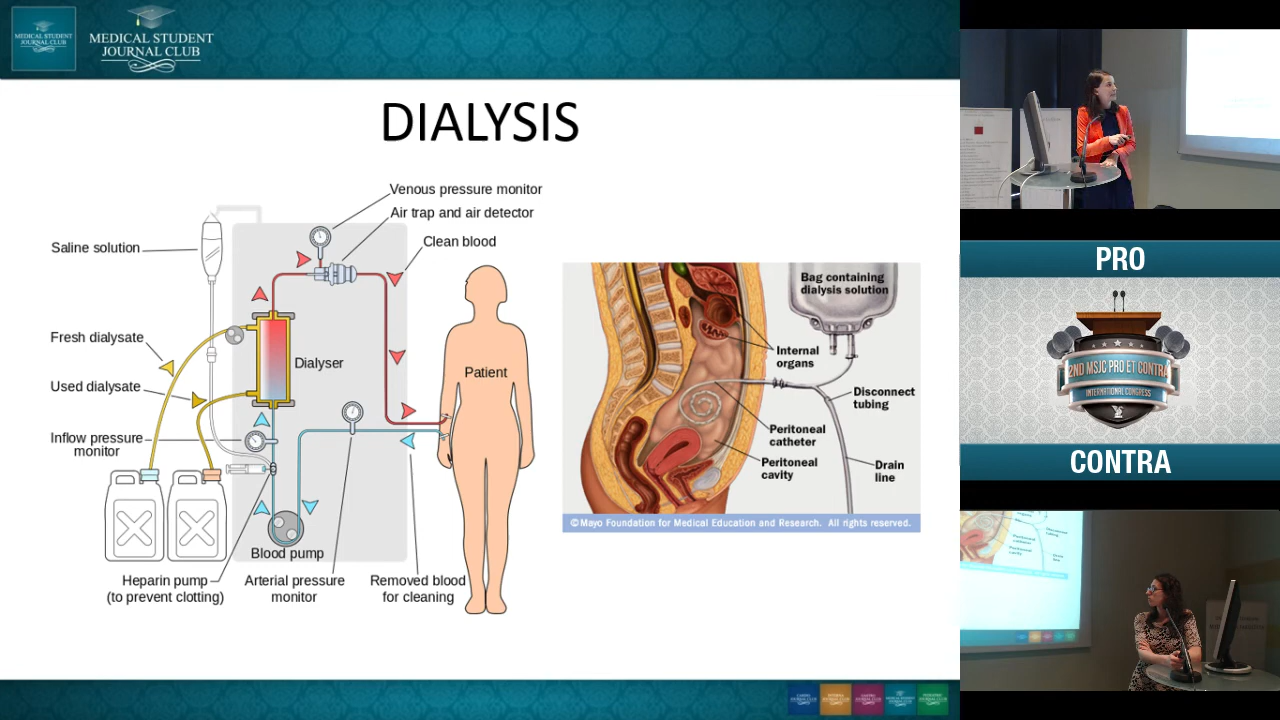 MEDICAL STUDENT
JOURNAL CLUB
MEDICAL STUDENT
JOURNAL CLUB
DIALYSIS
Venous pressure monitor
Air trap and air detector
Clean blood
Saline solution
Fresh dialysate
Dialyser
Used dialysate
Patient
Inflow pressure
monitor
Blood pump
Heparin pump
(to prevent clotting)
Arterial pressure
monitor
Removed blood
for cleaning
Bag containing
dialysis solution
Internal
organs
Disconnect
tubing
Peritoneal
catheter
Peritoneal
cavity
Drain
line
©Mayo Foundation for Medical Education and Research. All rights reserved.
PRO
2ND MSJC PRO ET CONTRA
INTERNATIONAL CONGRESS
CONTRA